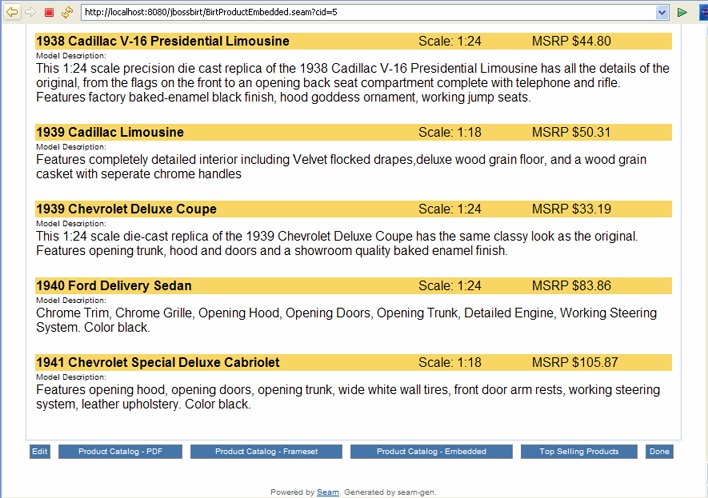 http://localhost:8080/jbossbirt/BirtProductEmbedded.seam?cid=5
1938 Cadillac V-16 Presidential Limousine Scale: 1:24 MSRP $44.80
Model Description:
This 1:24 scale precision die cast replica of the 1938 Cadillac V-16 Presidential Limousine has all the details of the
original, from the flags on the front to an opening back seat compartment complete with telephone and rifle.
Features factory baked-enamel black finish, hood goddess ornament, working jump seats.
1939 Cadillac Limousine Scale: 1:18 MSRP $50.31
Model Description:
Features completely detailed interior including Velvet flocked drapes,deluxe wood grain floor, and a wood grain
casket with seperate chrome handles
1939 Chevrolet Deluxe Coupe Scale: 1:24 MSRP $33.19
Model Description:
This 1:24 scale die-cast replica of the 1939 Chevrolet Deluxe Coupe has the same classy look as the original.
Features opening trunk, hood and doors and a showroom quality baked enamel finish.
1940 Ford Delivery Sedan Scale: 1:24 MSRP $83.86
Model Description:
Chrome Trim, Chrome Grille, Opening Hood, Opening Doors, Opening Trunk, Detailed Engine, Working Steering
System. Color black.
1941 Chevrolet Special Deluxe Cabriolet Scale: 1:18 MSRP $105.87
Model Description:
Features opening hood, opening doors, opening trunk, wide white wall tires, front door arm rests, working steering
system, leather upholstery. Color black.
Edit Product Catalog - PDF Product Catalog - Frameset Product Catalog - Embedded Top Selling Products Done
Powered by Seam. Generated by seam-gen.